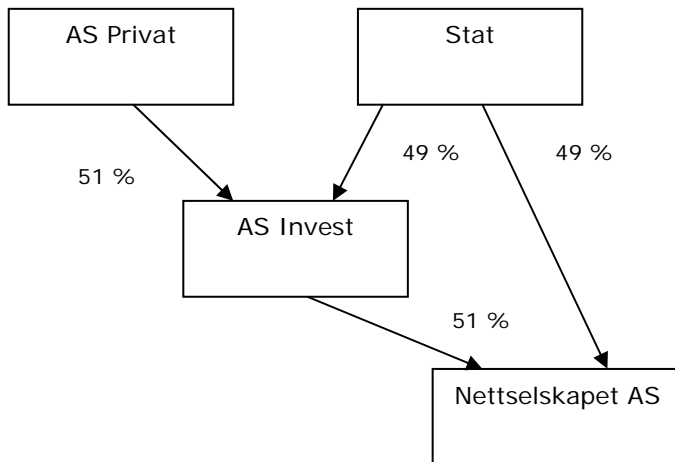 AS Privat
Stat
49 %
49 %
51 %
AS Invest
51 %
Nettselskapet AS